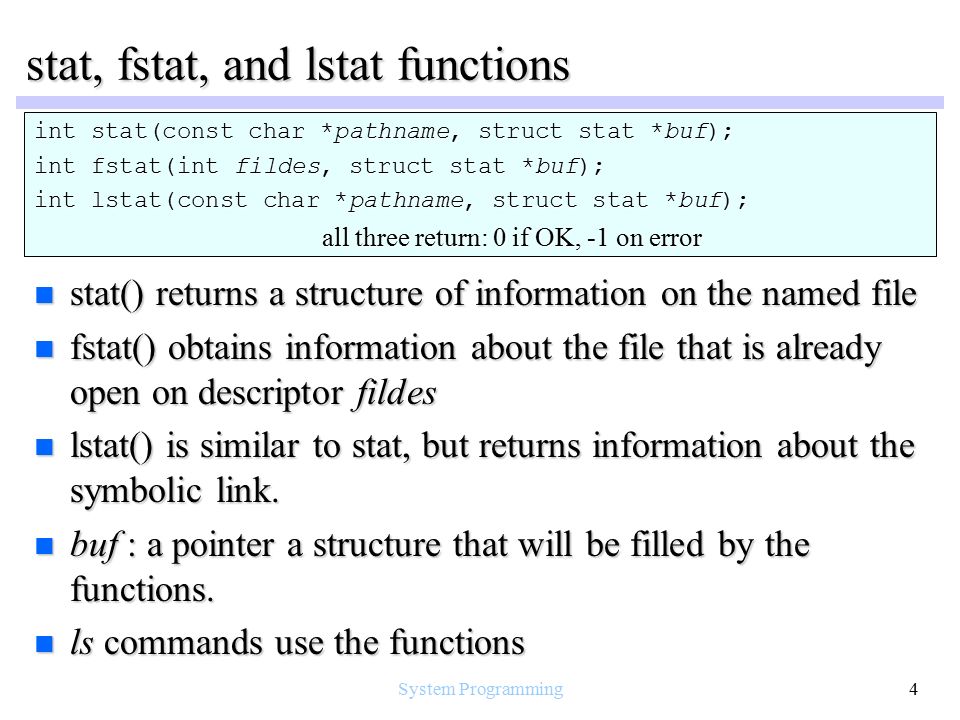 stat, fstat, and lstat functions
int stat(const char *pathname, struct stat *buf);
int fstat(int fildes, struct stat *buf);
int lstat(const char *pathname, struct stat *buf);
all three return: 0 if OK, -1 on error
stat() returns a structure of information on the named file
fstat() obtains information about the file that is already
open on descriptor fildes
lstat() is similar to stat, but returns information about the
symbolic link.
buf : a pointer a structure that will be filled by the
functions.
ls commands use the functions
System Programming
4